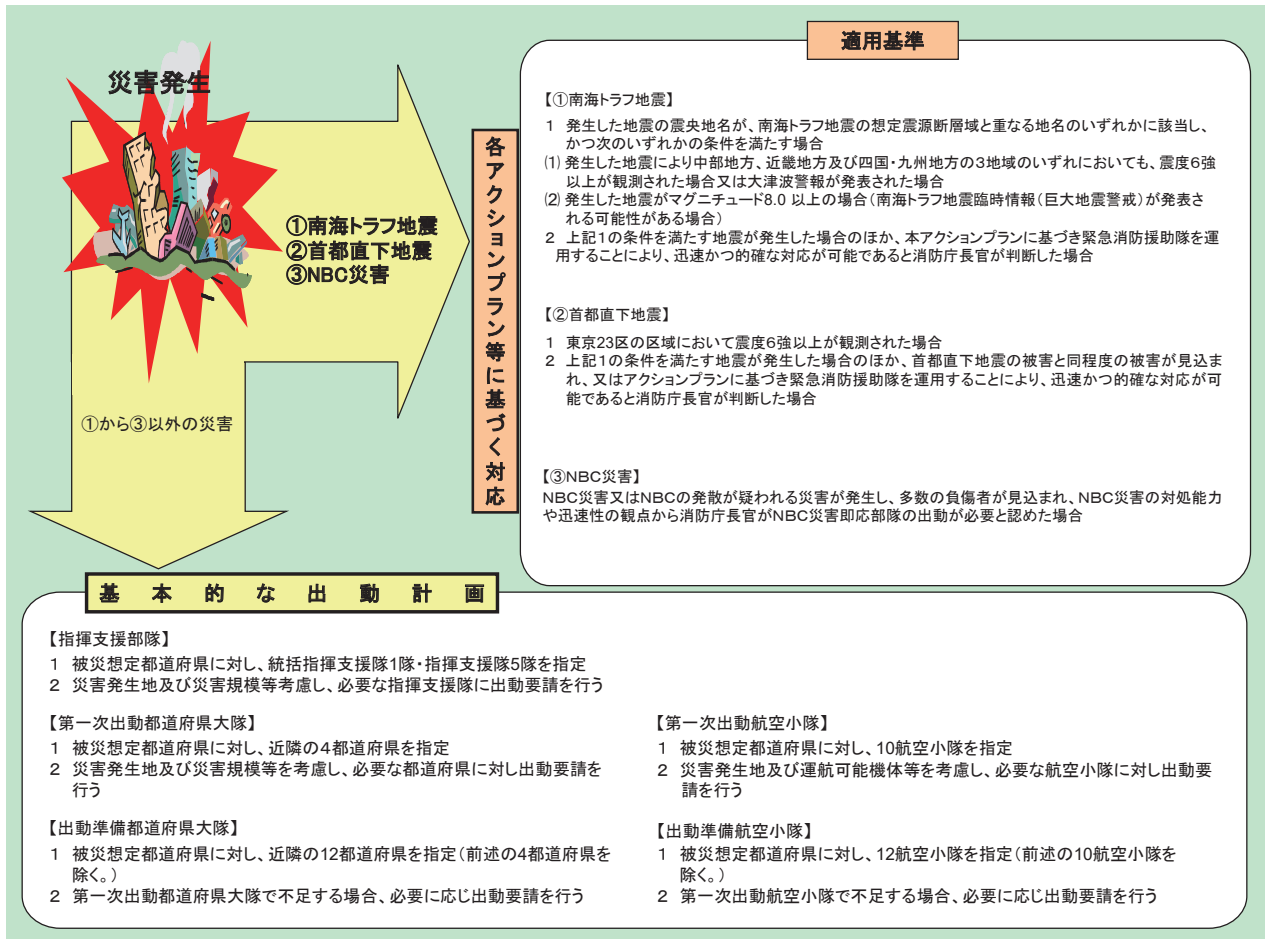 災害発生
①南海トラフ地震
②首都直下地震
③NBC災害
①から③以外の災害
各アクションプラン等に基づく対応
適用基準
【①南海トラフ地震】
1 発生した地震の震央地名が、南海トラフ地震の想定震源断層域と重なる地名のいずれかに該当し、
かつ次のいずれかの条件を満たす場合
⑴ 発生した地震により中部地方、近畿地方及び四国・九州地方の3地域のいずれにおいても、震度6強
以上が観測された場合又は大津波警報が発表された場合
⑵ 発生した地震がマグニチュード8.0 以上の場合(南海トラフ地震臨時情報(巨大地震警戒)が発表さ
れる可能性がある場合)
2 上記1の条件を満たす地震が発生した場合のほか、本アクションプランに基づき緊急消防援助隊を運
用することにより、迅速かつ的確な対応が可能であると消防庁長官が判断した場合
【②首都直下地震】
1 東京23区の区域において震度6強以上が観測された場合
2 上記1の条件を満たす地震が発生した場合のほか、首都直下地震の被害と同程度の被害が見込ま
れ、又はアクションプランに基づき緊急消防援助隊を運用することにより、迅速かつ的確な対応が可
能であると消防庁長官が判断した場合
【③NBC災害】
NBC災害又はNBCの発散が疑われる災害が発生し、多数の負傷者が見込まれ、NBC災害の対処能力
や迅速性の観点から消防庁長官がNBC災害即応部隊の出動が必要と認めた場合
基本的な出動計画
【指揮支援部隊】
1 被災想定都道府県に対し、統括指揮支援隊1隊・指揮支援隊5隊を指定
2 災害発生地及び災害規模等考慮し、必要な指揮支援隊に出動要請を行う
【第一次出動都道府県大隊】
1 被災想定都道府県に対し、近隣の4都道府県を指定
2 災害発生地及び災害規模等を考慮し、必要な都道府県に対し出動要請を
行う
【出動準備都道府県大隊】
1 被災想定都道府県に対し、近隣の12都道府県を指定(前述の4都道府県を
除く。)
2 第一次出動都道府県大隊で不足する場合、必要に応じ出動要請を行う
【第一次出動航空小隊】
1 被災想定都道府県に対し、10航空小隊を指定
2 災害発生地及び運航可能機体等を考慮し、必要な航空小隊に対し出動要
請を行う
【出動準備航空小隊】
1 被災想定都道府県に対し、12航空小隊を指定(前述の10航空小隊を
除く。)
2 第一次出動航空小隊で不足する場合、必要に応じ出動要請を行う